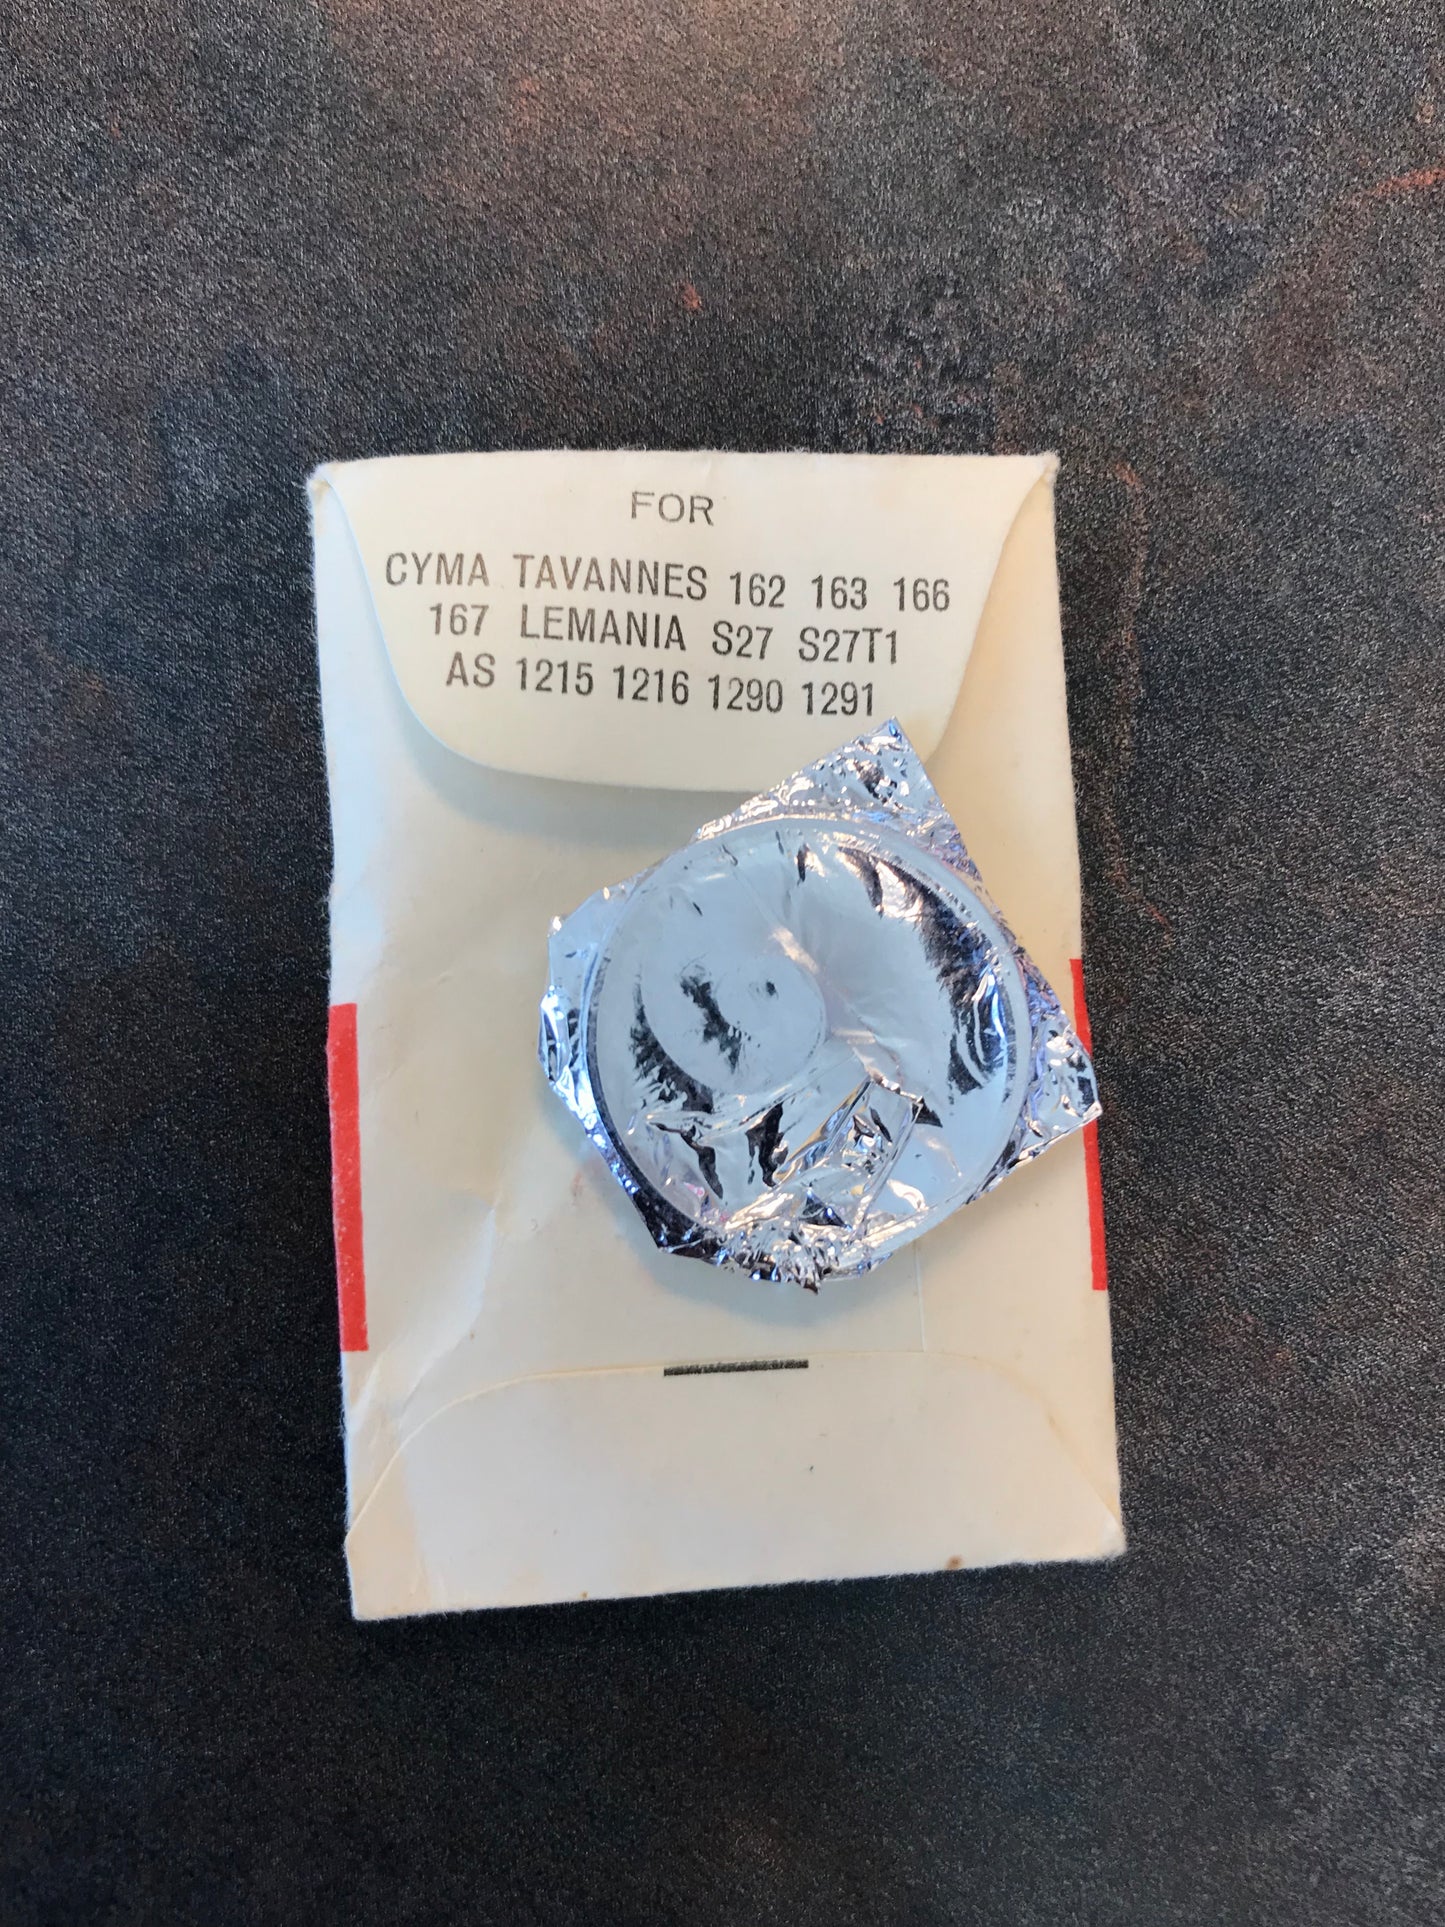 FOR
CYMA TAVANNES 162 163 166
167 LEMANIA S27 S27T1
AS 1215 1216 1290 1291